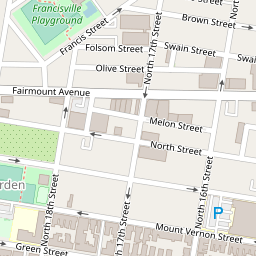 Francisville
Playground
Brown Street
Francis Street
Folsom Street
Swain Street
Olive Street
North 17th Street
Fairmount Avenue
Melon Street
North Street
North 18th Street
North 16th Street
P
17th Street
Mount Vernon Street
Green Street